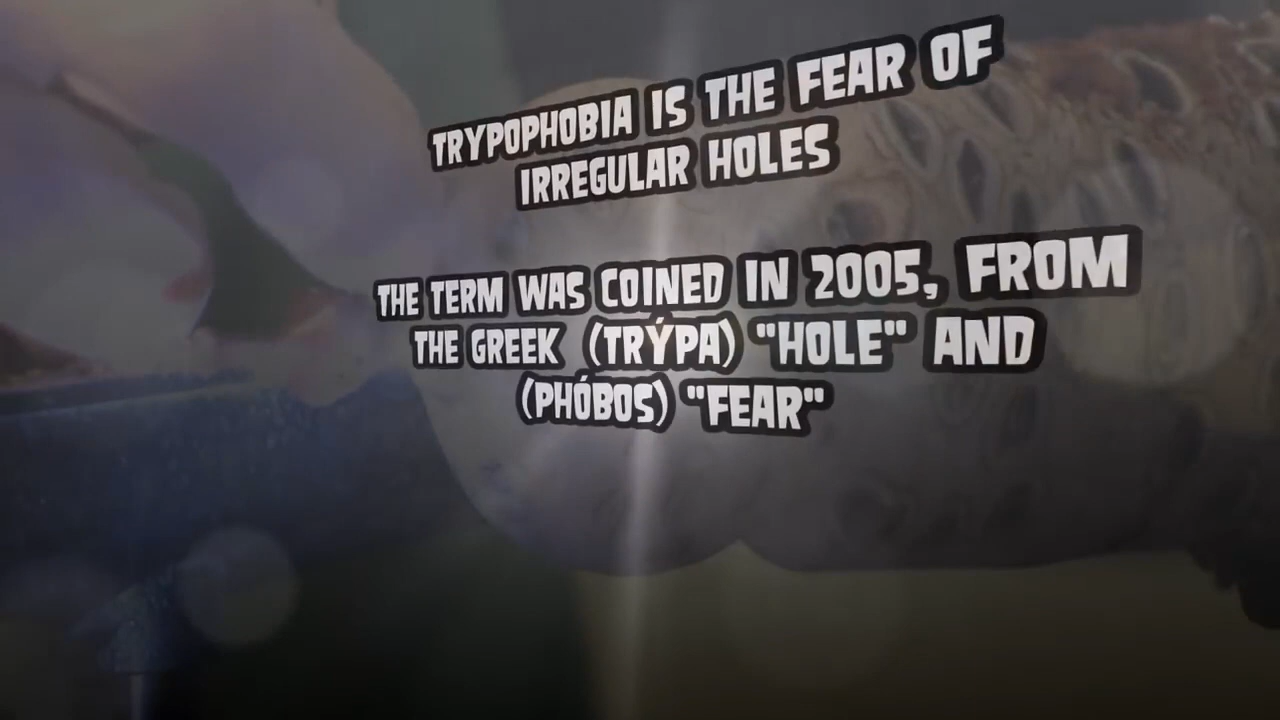 TRYPOPHOBIA IS THE FEAR OF
IRREGULAR HOLES
THE TERM WAS COINED IN 2005, FROM
THE GREEK (TRÝPA) "HOLE" AND
(PHÓBOS) "FEAR"